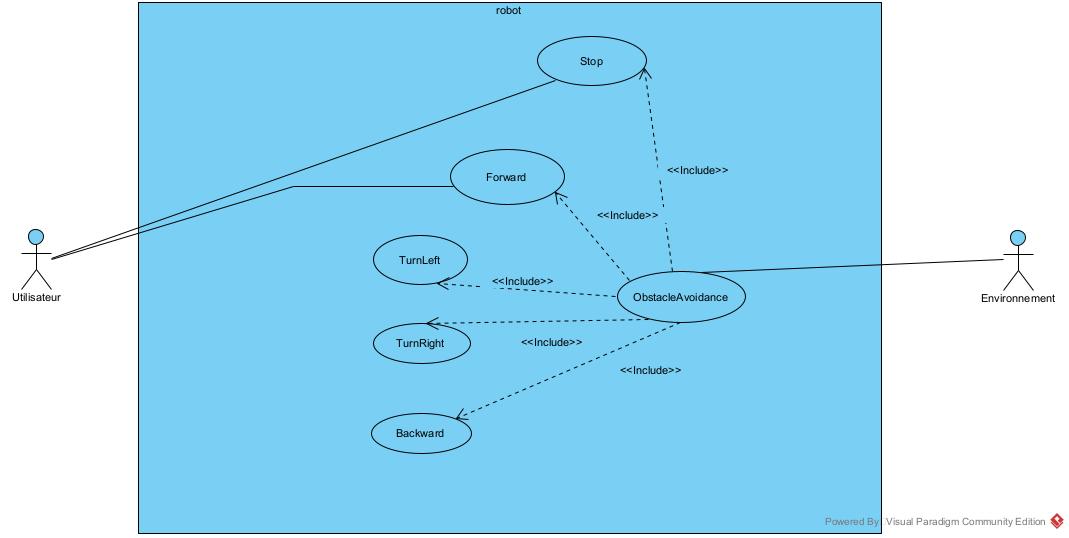 robot
Stop
<<Include>>
Forward
<<Include>>
TurnLeft
<<Include>>
ObstacleAvoidance
Utilisateur
Environnement
TurnRight
<<Include>>
<<Include>>
Backward
Powered By: Visual Paradigm Community Edition